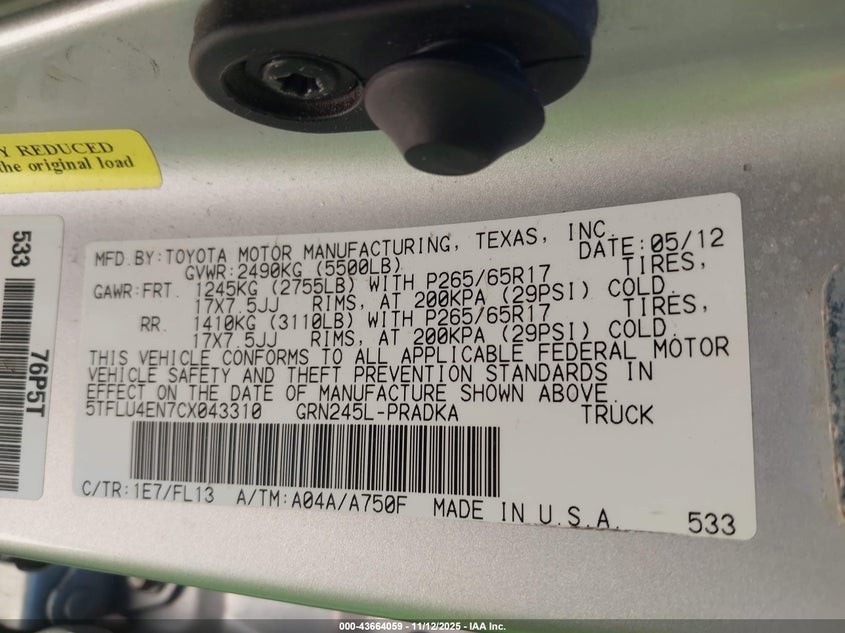 Y REDUCED
the original load
533
76P5T
MFD.BY:TOYOTA MOTOR MANUFACTURING, TEXAS, INC.
GVWR:2490KG (5500LB) DATE:05/12
GAWR:FRT. 1245KG (2755LB) WITH P265/65R17 TIRES,
17X7.5JJ RIMS, AT 200KPA (29PSI) COLD.
RR. 1410KG (3110LB) WITH P265/65R17 TIRES,
17X7.5JJ RIMS, AT 200KPA (29PSI) COLD.
THIS VEHICLE CONFORMS TO ALL APPLICABLE FEDERAL MOTOR
VEHICLE SAFETY AND THEFT PREVENTION STANDARDS IN
EFFECT ON THE DATE OF MANUFACTURE SHOWN ABOVE.
5TFLU4EN7CX043310 GRN245L-PRADKA TRUCK
C/TR:1E7/FL13 A/TM:A04A/A750F MADE IN U.S.A. 533
000-43664059 - 11/12/2025 - IAA Inc.